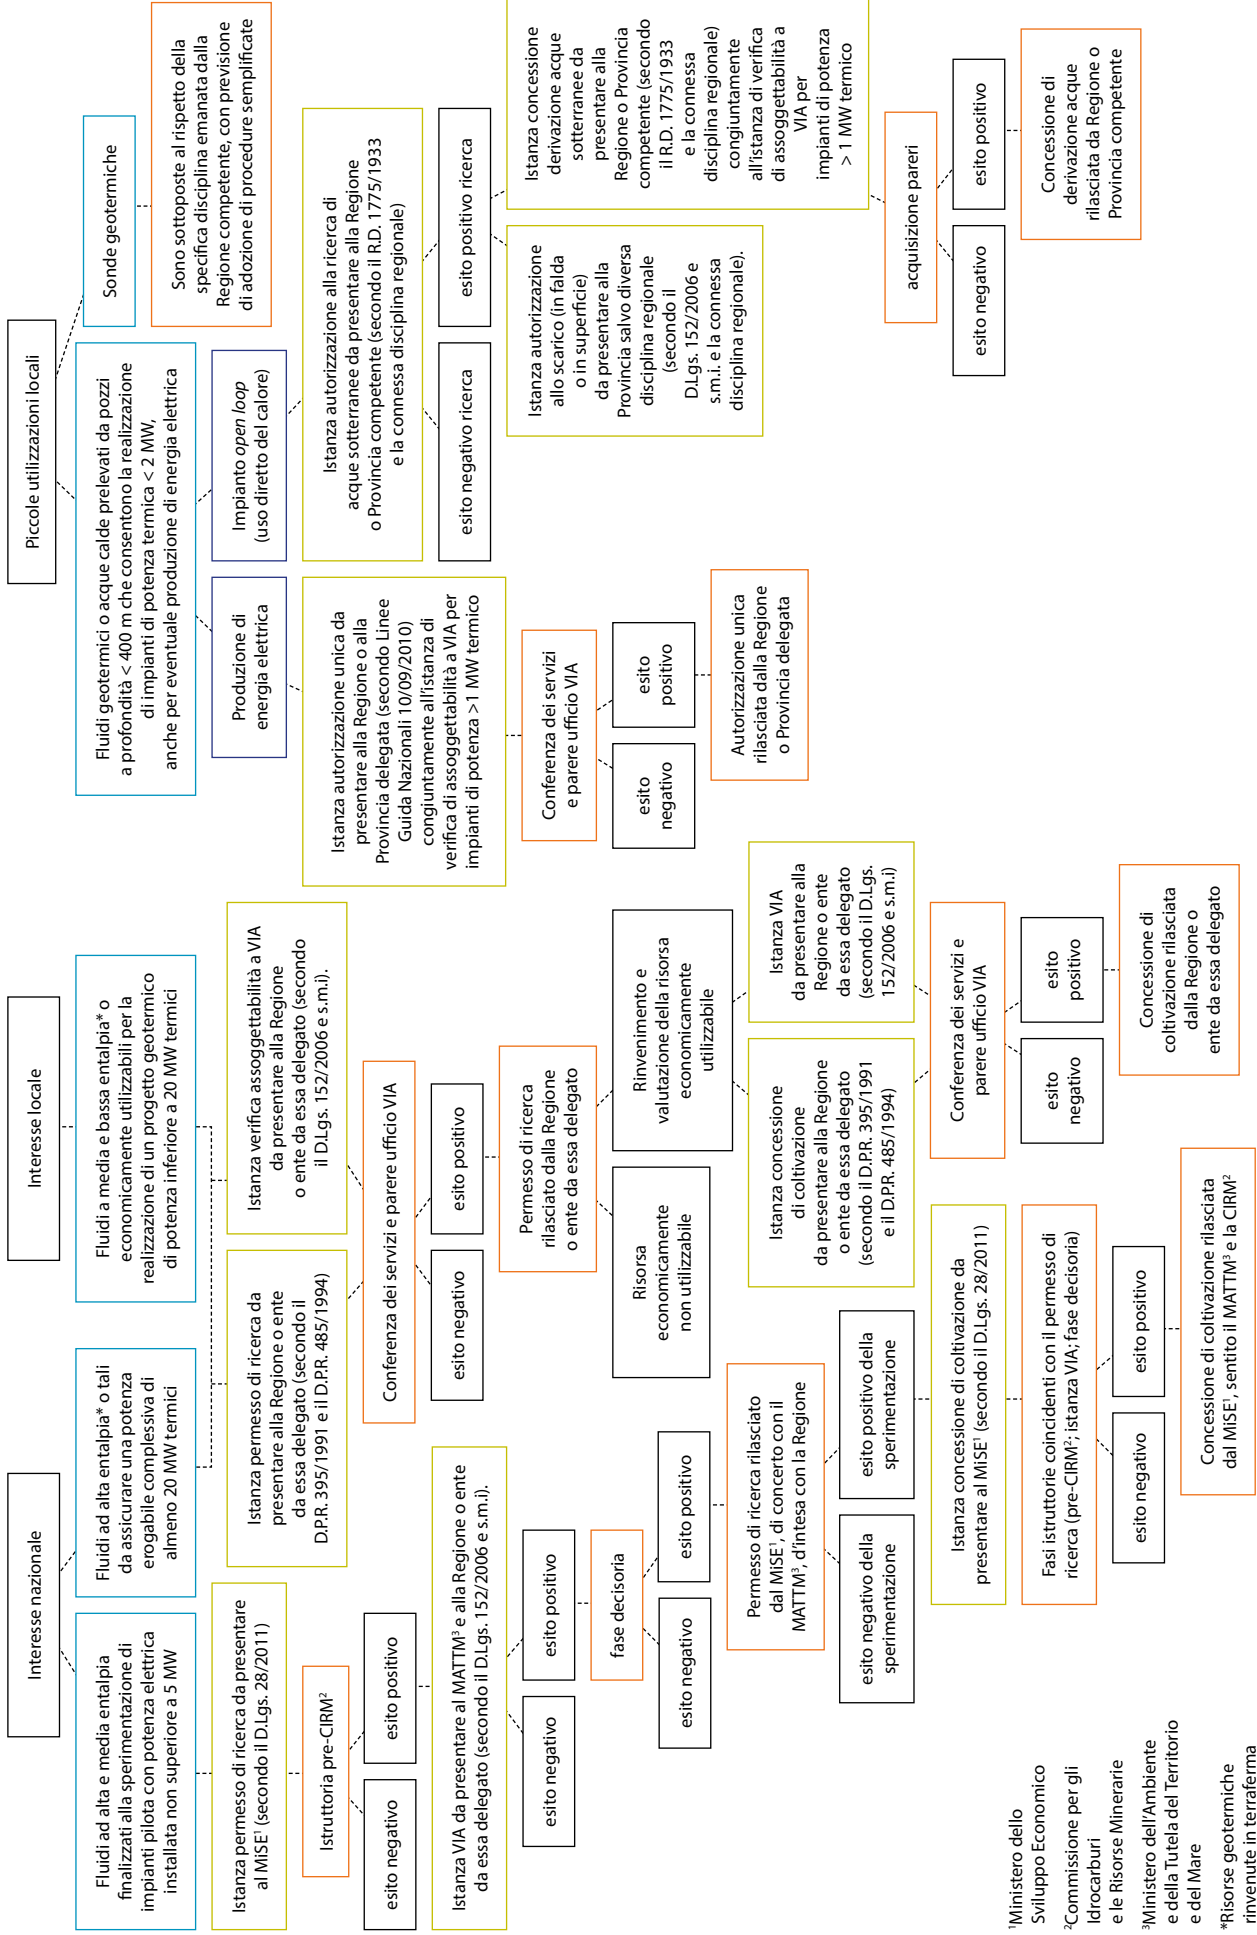 Interesse nazionale
Fluidi ad alta e media entalpia
finalizzati alla sperimentazione di
impianti pilota con potenza elettrica
installata non superiore a 5 MW
Fluidi ad alta entalpia* o tali
da assicurare una potenza
erogabile complessiva di
almeno 20 MW termici
Istanza permesso di ricerca da presentare
al MiSE¹ (secondo il D.Lgs. 28/2011)
Istruttoria pre-CIRM²
esito negativo
esito positivo
Istanza VIA da presentare al MATTM³ e alla Regione o ente
da essa delegato (secondo il D.Lgs. 152/2006 e s.m.i).
esito negativo
esito positivo
fase decisoria
esito negativo
esito positivo
Permesso di ricerca rilasciato
dal MiSE¹, di concerto con il
MATTM³, d'intesa con la Regione
esito negativo della
sperimentazione
esito positivo della
sperimentazione
Istanza concessione di coltivazione da
presentare al MiSE¹ (secondo il D.Lgs. 28/2011)
Fasi istruttorie coincidenti con il permesso di
ricerca (pre-CIRM²; istanza VIA; fase decisoria)
esito negativo
esito positivo
Concessione di coltivazione rilasciata
dal MiSE¹, sentito il MATTM³ e la CIRM²
Interesse locale
Fluidi a media e bassa entalpia* o
economicamente utilizzabili per la
realizzazione di un progetto geotermico
di potenza inferiore a 20 MW termici
Istanza permesso di ricerca da
presentare alla Regione o ente
da essa delegato (secondo il
D.P.R. 395/1991 e il D.P.R. 485/1994)
Istanza verifica assoggettabilità a VIA
da presentare alla Regione
o ente da essa delegato (secondo
il D.Lgs. 152/2006 e s.m.i).
Conferenza dei servizi e parere ufficio VIA
esito negativo
esito positivo
Permesso di ricerca
rilasciato dalla Regione
o ente da essa delegato
Risorsa
economicamente
non utilizzabile
Rinvenimento e
valutazione della risorsa
economicamente
utilizzabile
Istanza concessione
di coltivazione
da presentare alla Regione
o ente da essa delegato
(secondo il D.P.R. 395/1991
e il D.P.R. 485/1994)
Istanza VIA
da presentare alla
Regione o ente
da essa delegato
(secondo il D.Lgs.
152/2006 e s.m.i)
Conferenza dei servizi e
parere ufficio VIA
esito
negativo
esito
positivo
Concessione di
coltivazione rilasciata
dalla Regione o
ente da essa delegato
Piccole utilizzazioni locali
Fluidi geotermici o acque calde prelevati da pozzi
a profondità < 400 m che consentono la realizzazione
di impianti di potenza termica < 2 MW,
anche per eventuale produzione di energia elettrica
Sonde geotermiche
Sono sottoposte al rispetto della
specifica disciplina emanata dalla
Regione competente, con previsione
di adozione di procedure semplificate
Produzione di
energia elettrica
Impianto open loop
(uso diretto del calore)
Istanza autorizzazione unica da
presentare alla Regione o alla
Provincia delegata (secondo Linee
Guida Nazionali 10/09/2010)
congiuntamente all'istanza di
verifica di assoggettabilità a VIA per
impianti di potenza >1 MW termico
Conferenza dei servizi
e parere ufficio VIA
esito
negativo
esito
positivo
Autorizzazione unica
rilasciata dalla Regione
o Provincia delegata
Istanza autorizzazione alla ricerca di
acque sotterranee da presentare alla Regione
o Provincia competente (secondo il R.D. 1775/1933
e la connessa disciplina regionale)
esito negativo ricerca
esito positivo ricerca
Istanza autorizzazione
allo scarico (in falda
o in superficie)
da presentare alla
Provincia salvo diversa
disciplina regionale
(secondo il
D.Lgs. 152/2006 e
s.m.i. e la connessa
disciplina regionale).
Istanza concessione
derivazione acque
sotterranee da
presentare alla
Regione o Provincia
competente (secondo
il R.D. 1775/1933
e la connessa
disciplina regionale)
congiuntamente
all'istanza di verifica
di assoggettabilità a
VIA per
impianti di potenza
> 1 MW termico
acquisizione pareri
esito negativo
esito positivo
Concessione di
derivazione acque
rilasciata da Regione o
Provincia competente
¹Ministero dello
Sviluppo Economico
²Commissione per gli
Idrocarburi
e le Risorse Minerarie
³Ministero dell'Ambiente
e della Tutela del Territorio
e del Mare
*Risorse geotermiche
rinvenute in terraferma